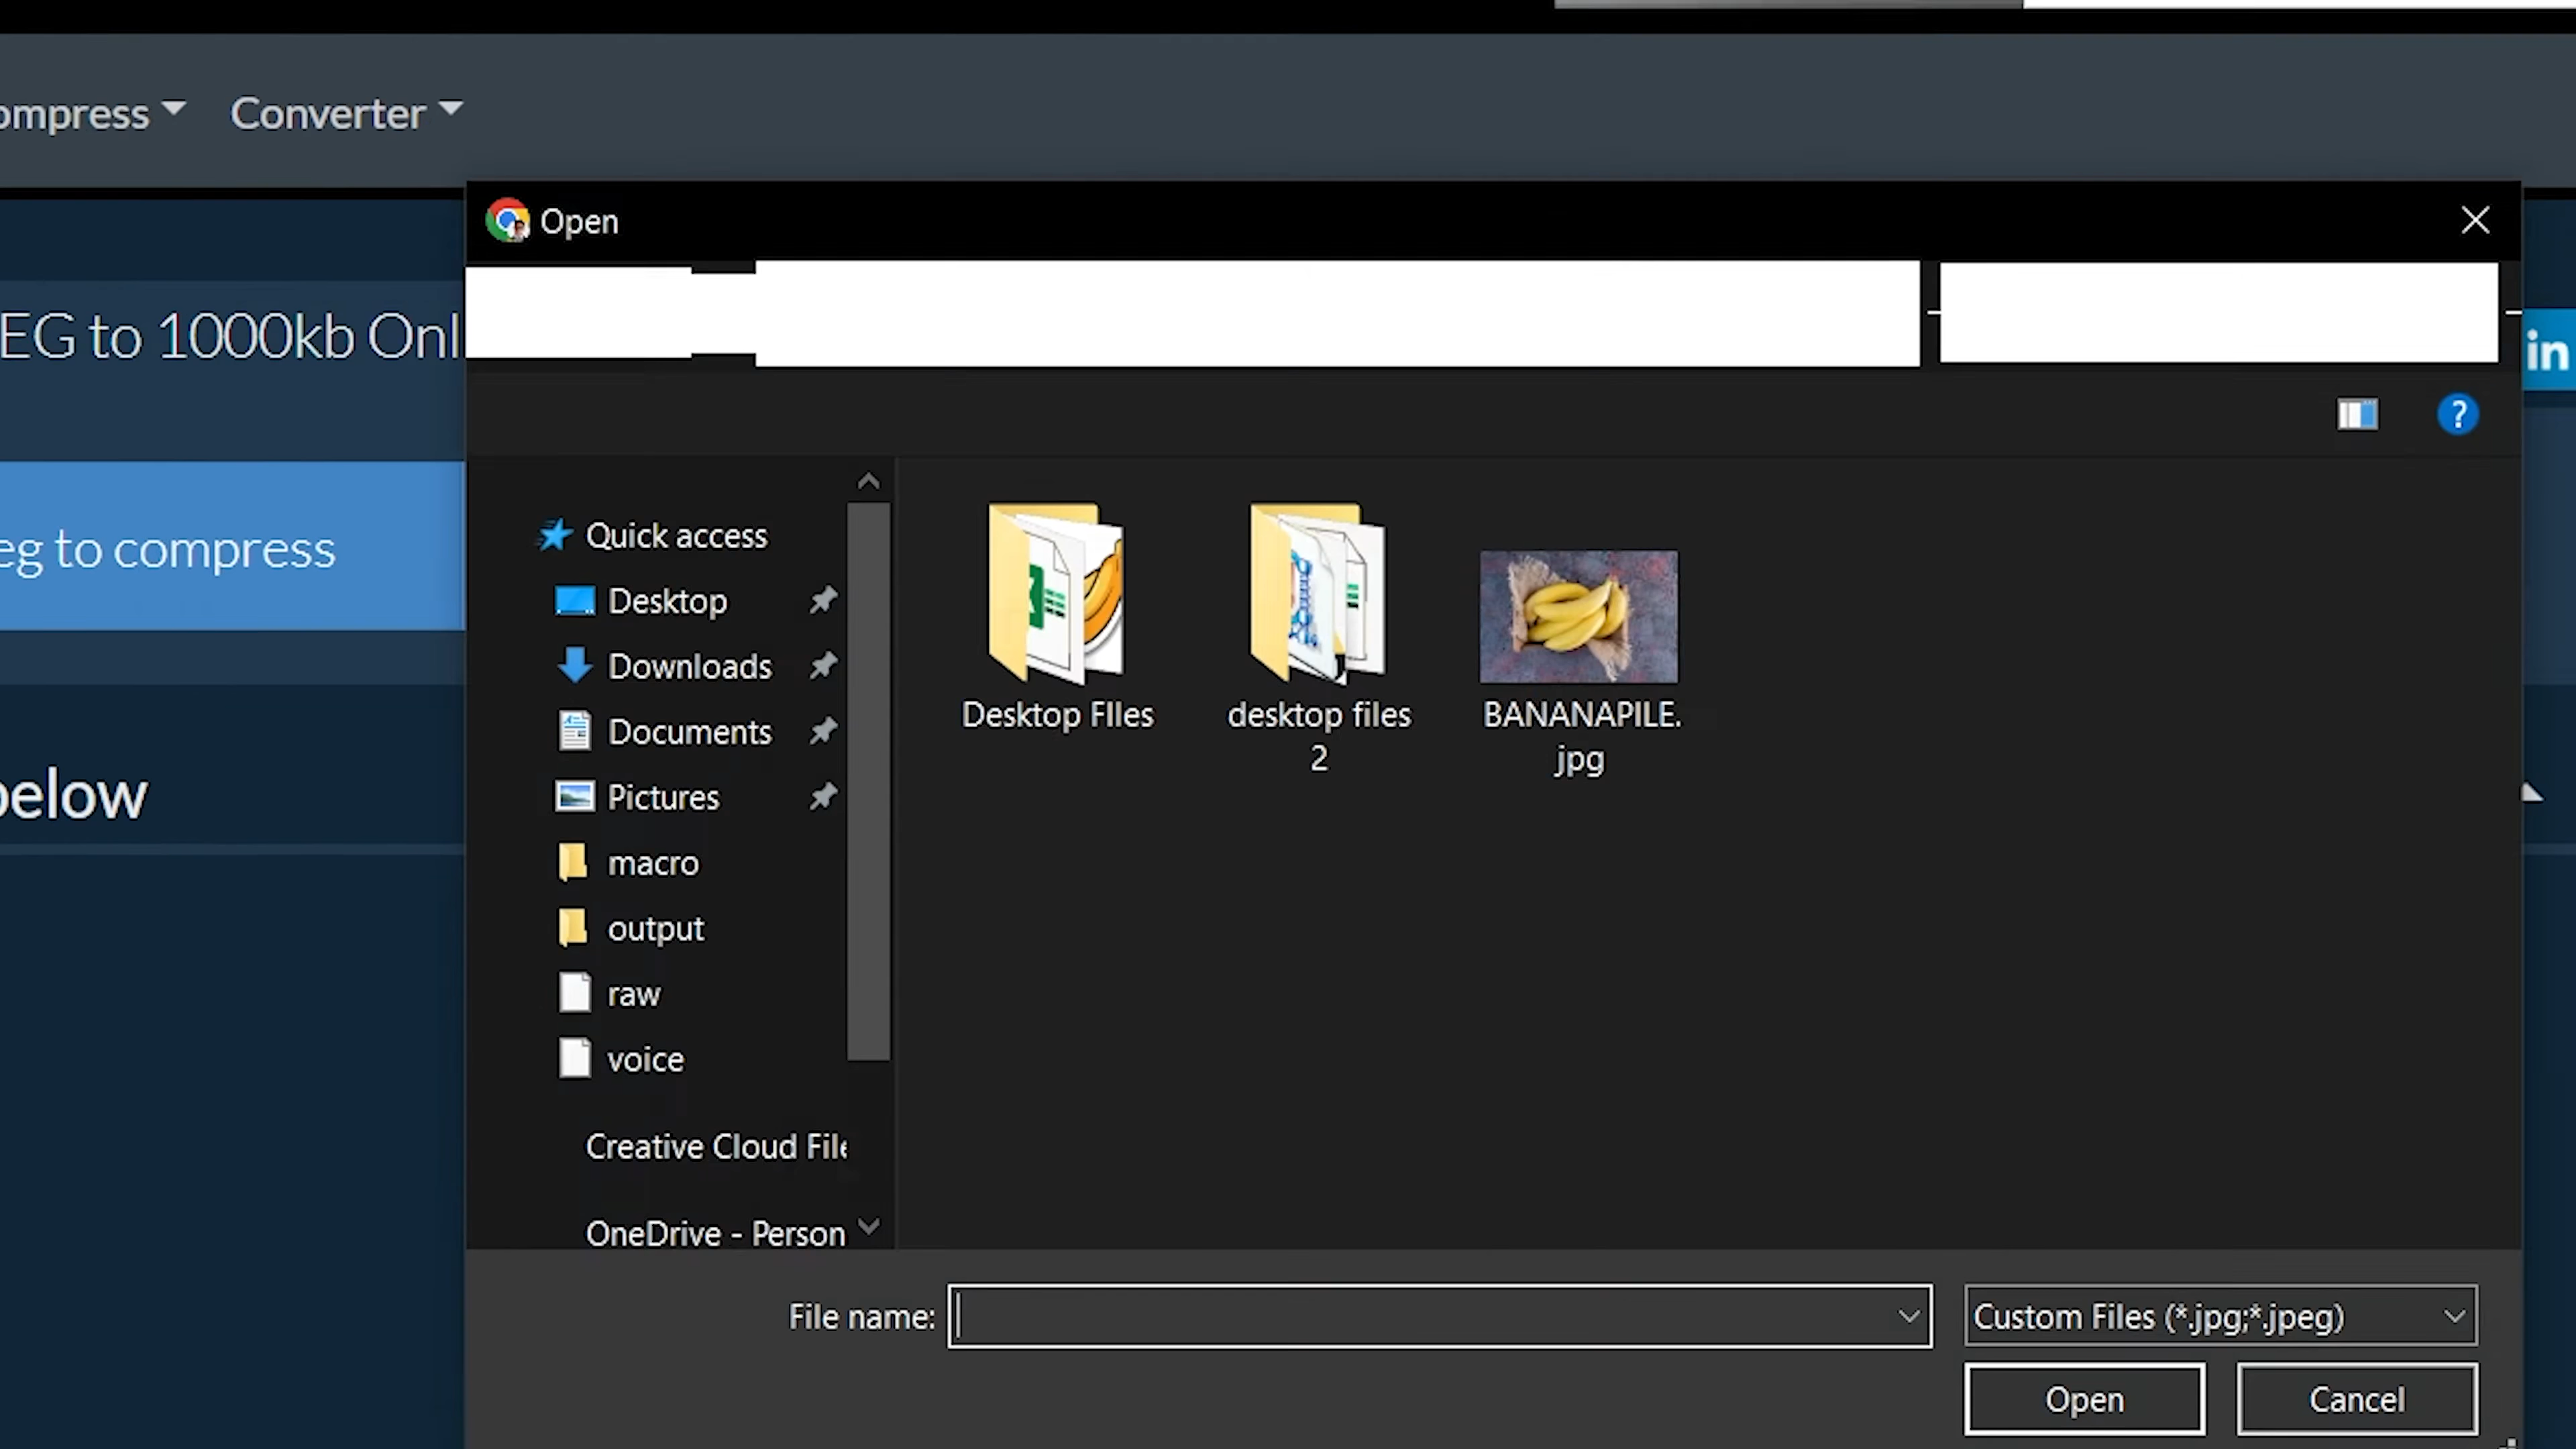 ompress
Converter
Open
EG to 1000kb Onl
in
?
Quick access
eg to compress
Desktop
Downloads
Documents
Pictures
macro
output
raw
voice
Creative Cloud File
OneDrive - Person
below
Desktop FIles
desktop files
2
BANANAPILE.
jpg
File name:
Custom Files (*.jpg;*.jpeg)
Open
Cancel